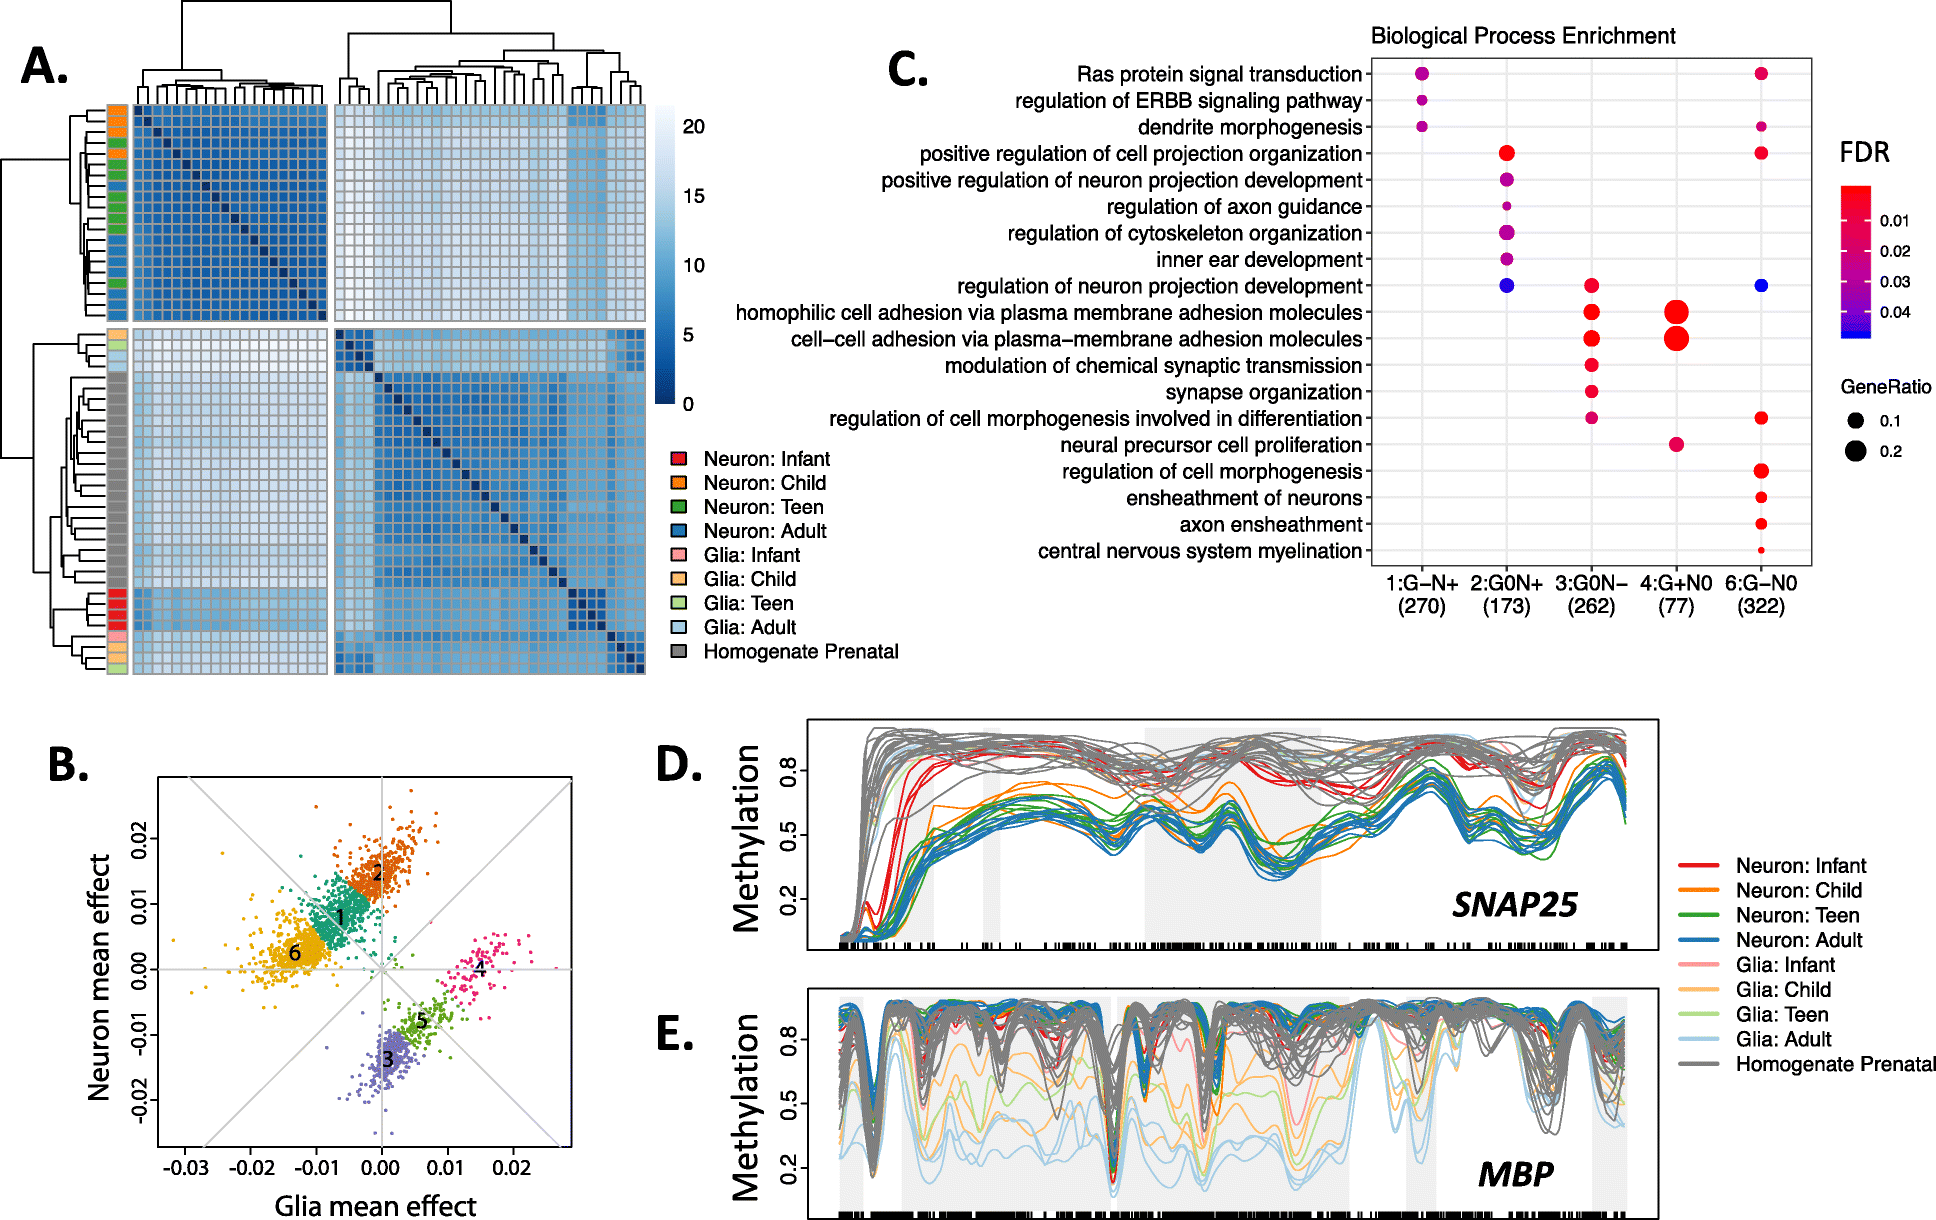 A.
20
15
10
5
0
Neuron: Infant
Neuron: Child
Neuron: Teen
Neuron: Adult
Glia: Infant
Glia: Child
Glia: Teen
Glia: Adult
Homogenate Prenatal
B.
Neuron mean effect
0.02
0.01
0.00
-0.01
-0.02
1
2
3
4
5
6
-0.03 -0.02 -0.01 0.00 0.01 0.02
Glia mean effect
C.
Biological Process Enrichment
Ras protein signal transduction
regulation of ERBB signaling pathway
dendrite morphogenesis
positive regulation of cell projection organization
positive regulation of neuron projection development
regulation of axon guidance
regulation of cytoskeleton organization
inner ear development
regulation of neuron projection development
homophilic cell adhesion via plasma membrane adhesion molecules
cell−cell adhesion via plasma−membrane adhesion molecules
modulation of chemical synaptic transmission
synapse organization
regulation of cell morphogenesis involved in differentiation
neural precursor cell proliferation
regulation of cell morphogenesis
ensheathment of neurons
axon ensheathment
central nervous system myelination
1:G−N+ 2:G0N+ 3:G0N− 4:G+N0 6:G−N0
(270) (173) (262) (77) (322)
FDR
0.01
0.02
0.03
0.04
GeneRatio
0.1
0.2
D.
Methylation
0.8
0.5
0.2
SNAP25
E.
Methylation
0.8
0.5
0.2
MBP
Neuron: Infant
Neuron: Child
Neuron: Teen
Neuron: Adult
Glia: Infant
Glia: Child
Glia: Teen
Glia: Adult
Homogenate Prenatal